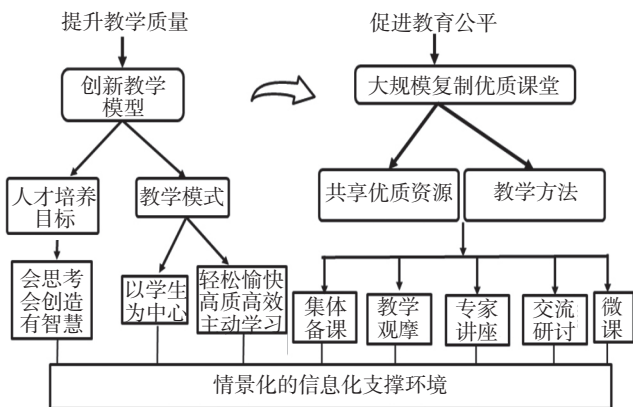 提升教学质量
促进教育公平
创新教学
模型
大规模复制优质课堂
人才培养
目标
教学模式
共享优质资源
教学方法
会思考
会创造
有智慧
以学生
为中心
轻松愉快
高质高效
主动学习
集体
备课
教学
观摩
专家
讲座
交流
研讨
微
课
情景化的信息化支撑环境